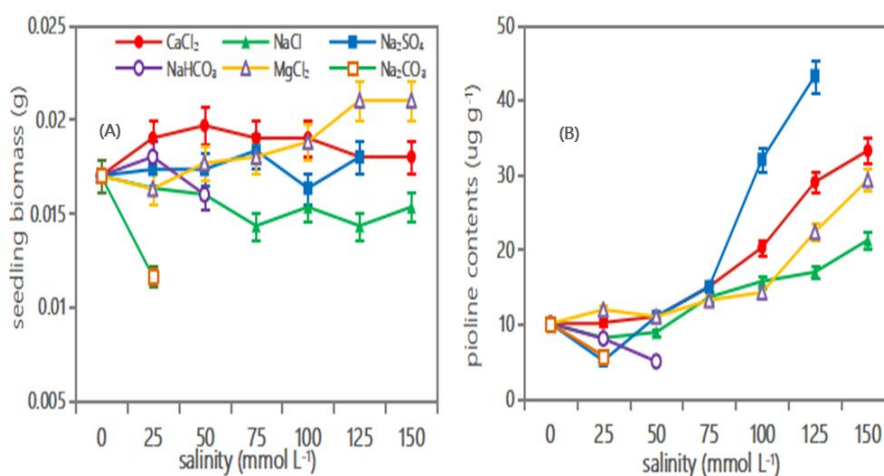 0.025
0.02
0.015
0.01
0.005
seedling biomass (g)
CaCl₂ NaCl Na₂SO₄
NaHCO₃ MgCl₂ Na₂CO₃
(A)
0 25 50 75 100 125 150
salinity (mmol L⁻¹)
50
40
30
20
10
0
pioline contents (ug g⁻¹)
(B)
0 25 50 75 100 125 150
salinity (mmol L⁻¹)